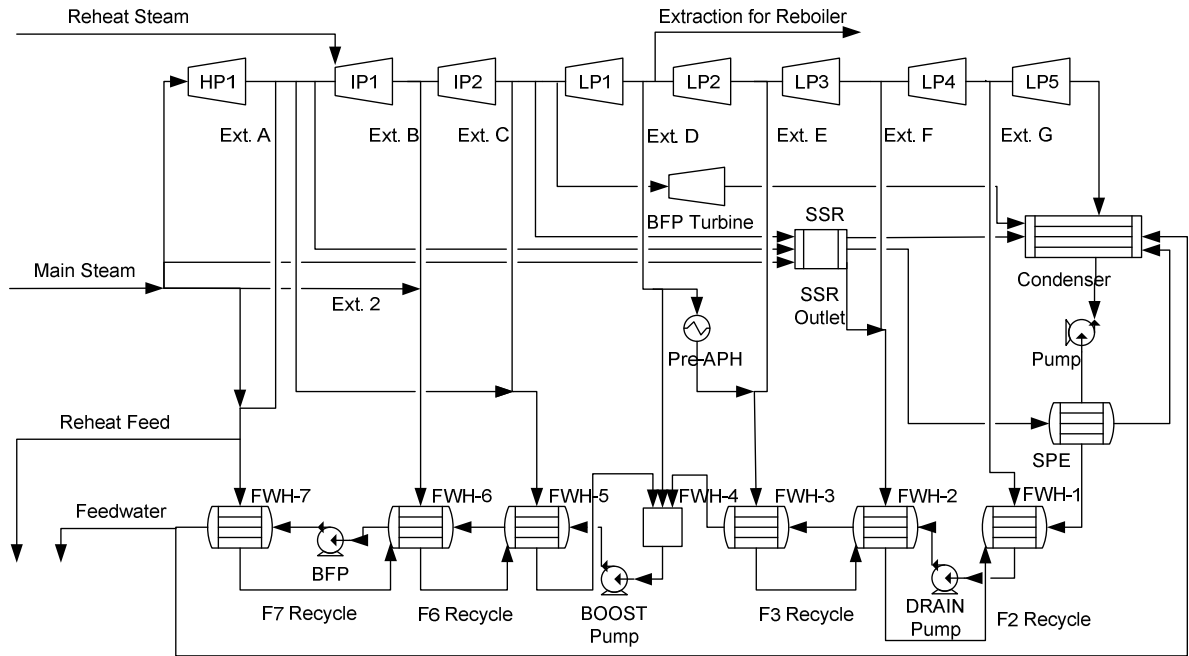 Reheat Steam
Extraction for Reboiler
HP1
IP1
IP2
LP1
LP2
LP3
LP4
LP5
Ext. A
Ext. B
Ext. C
Ext. D
Ext. E
Ext. F
Ext. G
BFP Turbine
SSR
Main Steam
Ext. 2
SSR
Outlet
Condenser
Pre-APH
Pump
Reheat Feed
SPE
FWH-7
FWH-6
FWH-5
FWH-4
FWH-3
FWH-2
FWH-1
Feedwater
BFP
F7 Recycle
F6 Recycle
BOOST
Pump
F3 Recycle
DRAIN
Pump
F2 Recycle